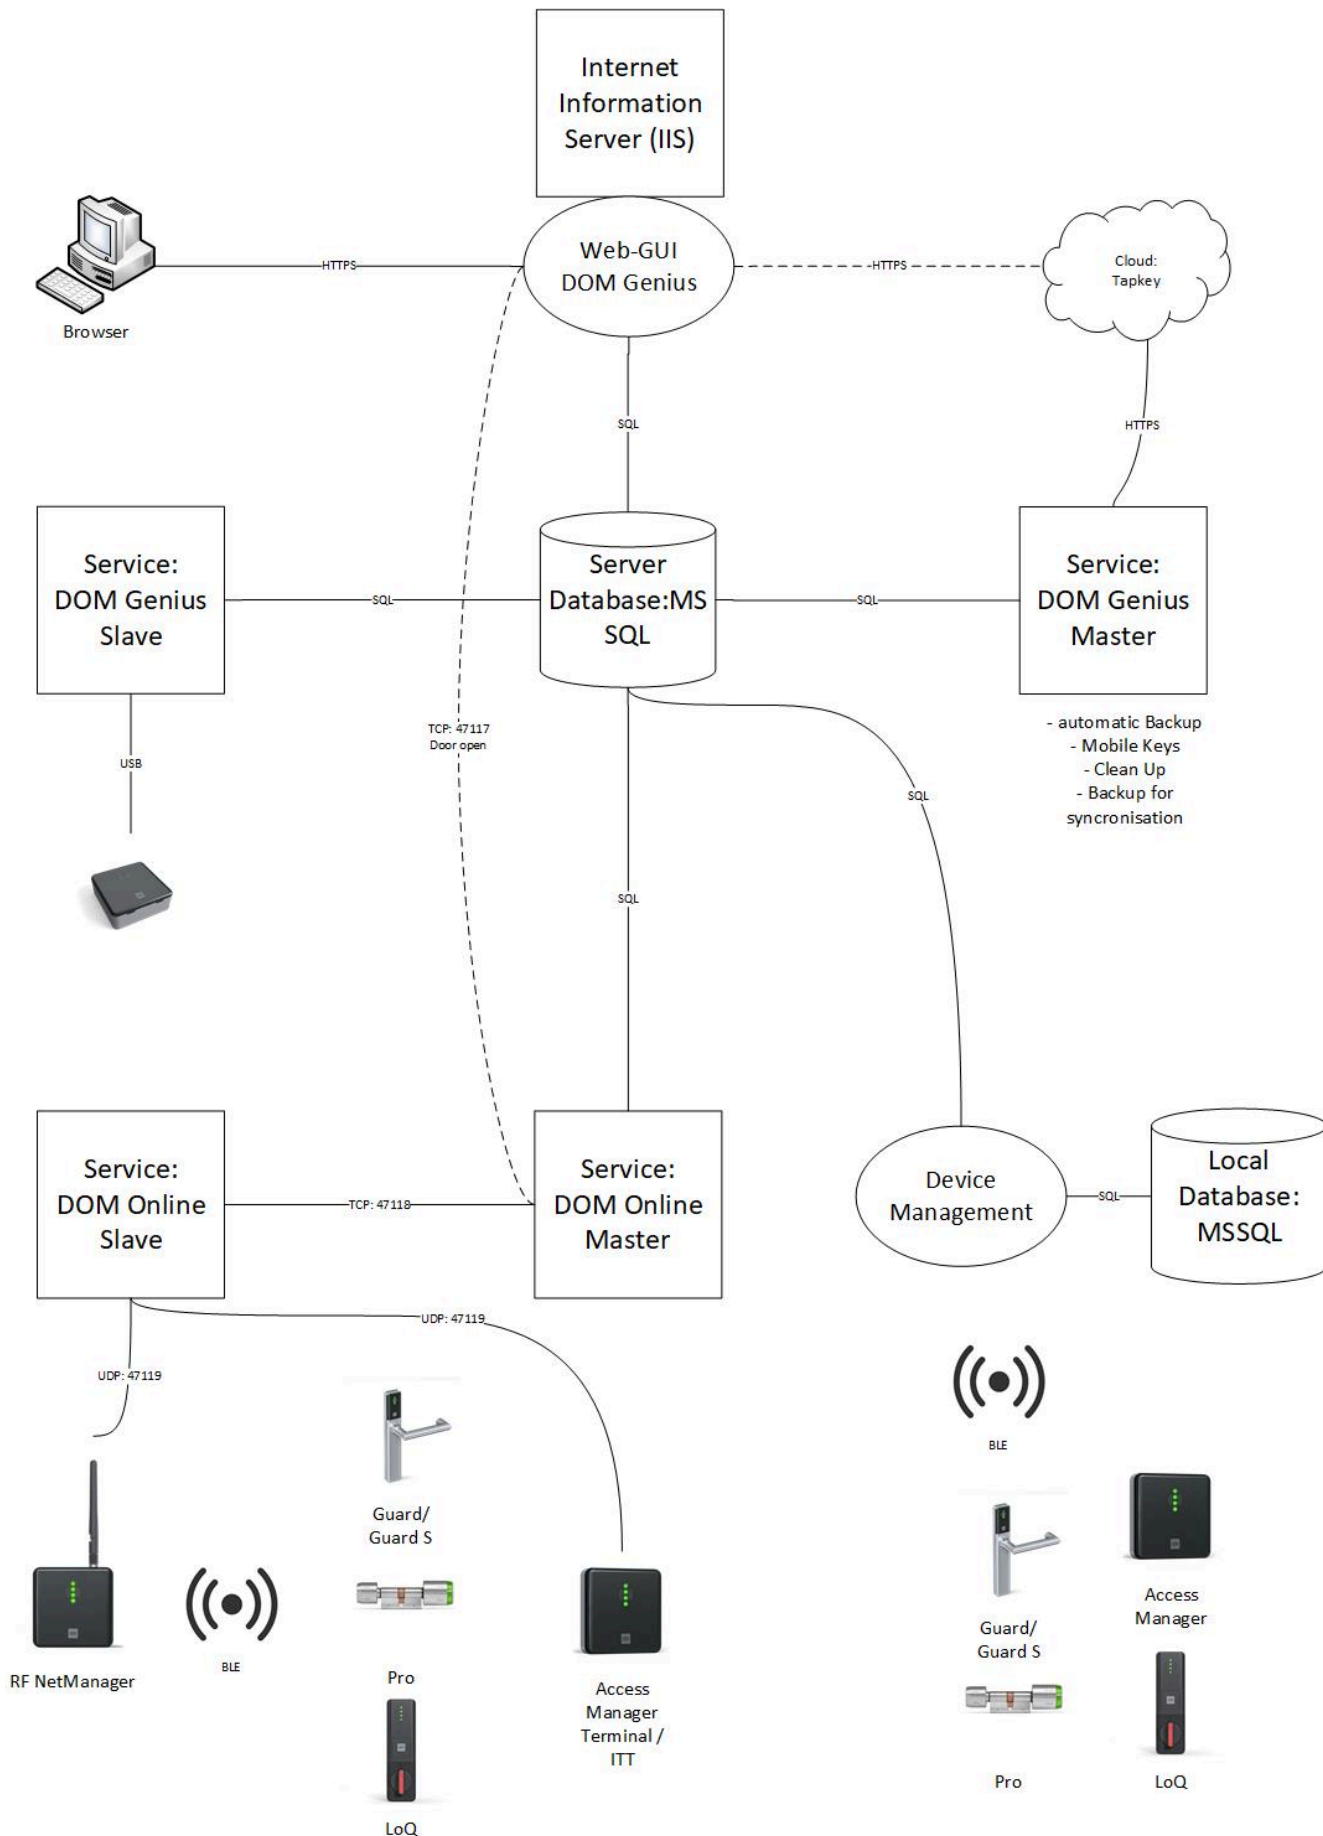 Internet
Information
Server (IIS)
Web-GUI
DOM Genius
HTTPS
HTTPS
Cloud:
Tapkey
Browser
SQL
HTTPS
Service:
DOM Genius
Slave
SQL
Server
Database:MS
SQL
SQL
Service:
DOM Genius
Master
- automatic Backup
- Mobile Keys
- Clean Up
- Backup for
syncronisation
TCP: 47117
Door open
USB
SQL
SQL
Service:
DOM Online
Slave
TCP: 47118
Service:
DOM Online
Master
Device
Management
SQL
Local
Database:
MSSQL
UDP: 47119
UDP: 47119
BLE
Guard/
Guard S
Access
Manager
Guard/
Guard S
RF NetManager
BLE
Pro
Access
Manager
Terminal /
ITT
Pro
LoQ
LoQ